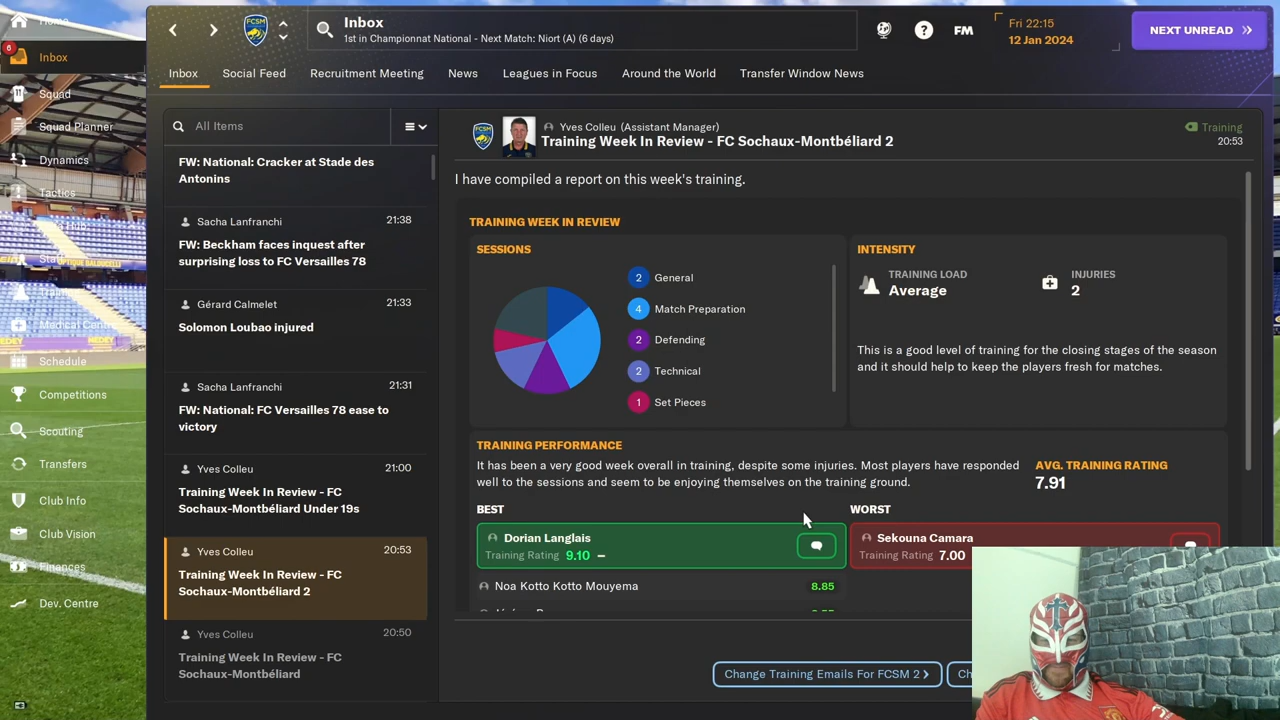 Home
6
Inbox
Squad
Squad Planner
Dynamics
Tactics
Schedule
Competitions
Scouting
Transfers
Club Info
Club Vision
Finances
Dev. Centre
FCSM
Inbox
1st in Championnat National - Next Match: Niort (A) (6 days)
?
FM
Fri 22:15
12 Jan 2024
NEXT UNREAD
Inbox
Social Feed
Recruitment Meeting
News
Leagues in Focus
Around the World
Transfer Window News
All Items
FW: National: Cracker at Stade des
Antonins
Sacha Lanfranchi 21:38
FW: Beckham faces inquest after
surprising loss to FC Versailles 78
Gérard Calmelet 21:33
Solomon Loubao injured
Sacha Lanfranchi 21:31
FW: National: FC Versailles 78 ease to
victory
Yves Colleu 21:00
Training Week In Review - FC
Sochaux-Montbéliard Under 19s
Yves Colleu 20:53
Training Week In Review - FC
Sochaux-Montbéliard 2
Yves Colleu 20:50
Training Week In Review - FC
Sochaux-Montbéliard
FCSM
Yves Colleu (Assistant Manager)
Training Week In Review - FC Sochaux-Montbéliard 2
Training
20:53
I have compiled a report on this week's training.
TRAINING WEEK IN REVIEW
SESSIONS
2 General
4 Match Preparation
2 Defending
2 Technical
1 Set Pieces
INTENSITY
TRAINING LOAD
Average
INJURIES
2
This is a good level of training for the closing stages of the season
and it should help to keep the players fresh for matches.
TRAINING PERFORMANCE
It has been a very good week overall in training, despite some injuries. Most players have responded
well to the sessions and seem to be enjoying themselves on the training ground.
AVG. TRAINING RATING
7.91
BEST
Dorian Langlais
Training Rating 9.10 –
Noa Kotto Kotto Mouyema 8.85
WORST
Sekouna Camara
Training Rating 7.00
Change Training Emails For FCSM 2